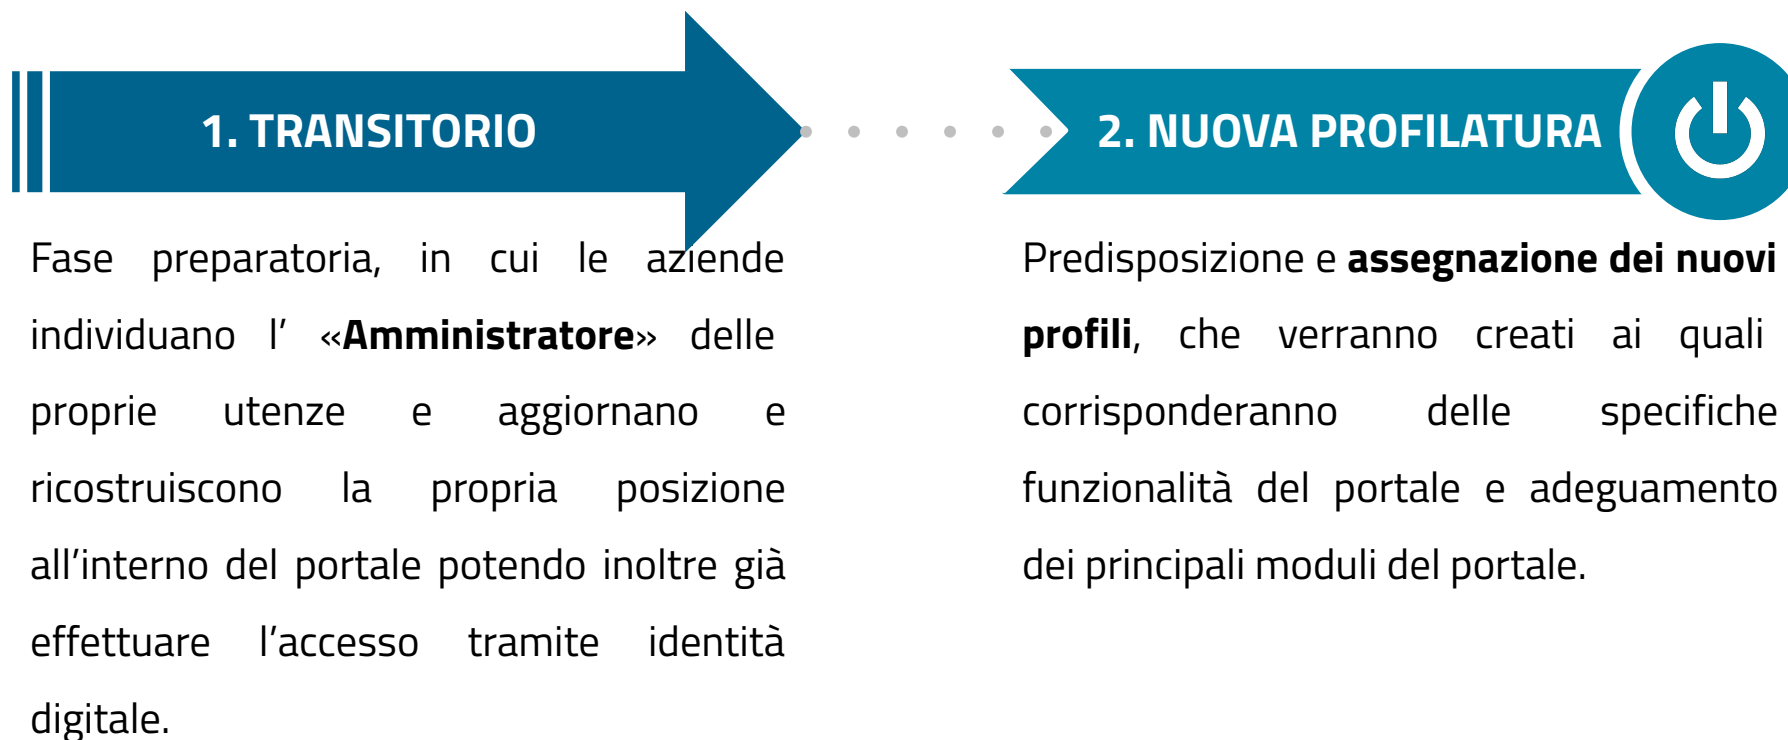 1. TRANSITORIO
Fase preparatoria, in cui le aziende
individuano l’ «Amministratore» delle
proprie utenze e aggiornano e
ricostruiscono la propria posizione
all’interno del portale potendo inoltre già
effettuare l’accesso tramite identità
digitale.
2. NUOVA PROFILATURA
Predisposizione e assegnazione dei nuovi
profili, che verranno creati ai quali
corrisponderanno delle specifiche
funzionalità del portale e adeguamento
dei principali moduli del portale.